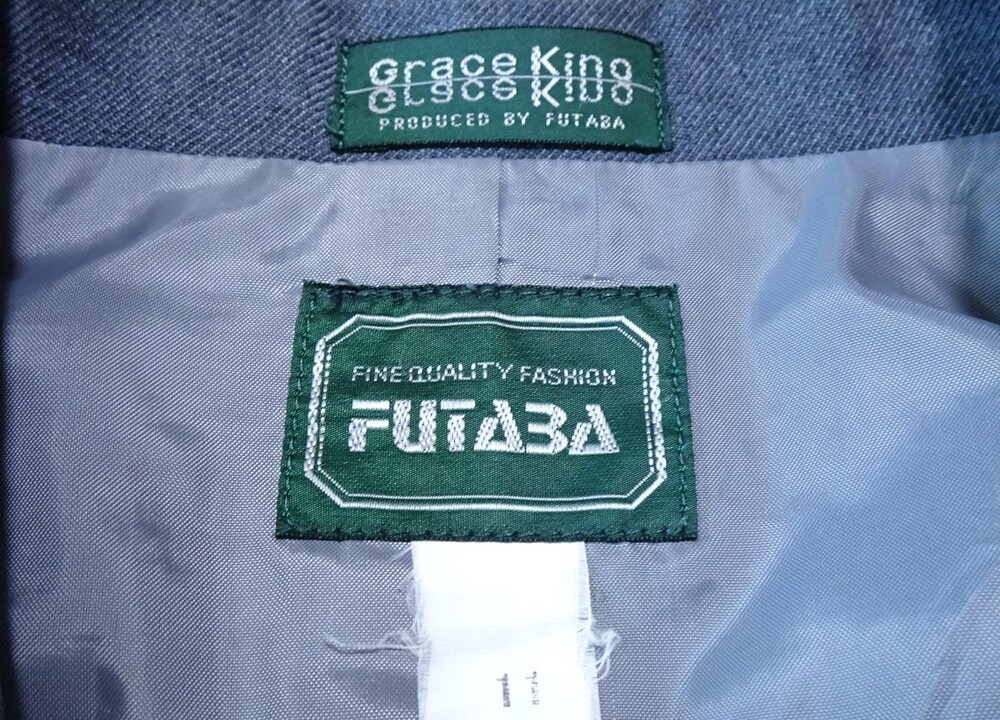 Grace King
PRODUCED BY FUTABA
FINE QUALITY FASHION
FUTABA